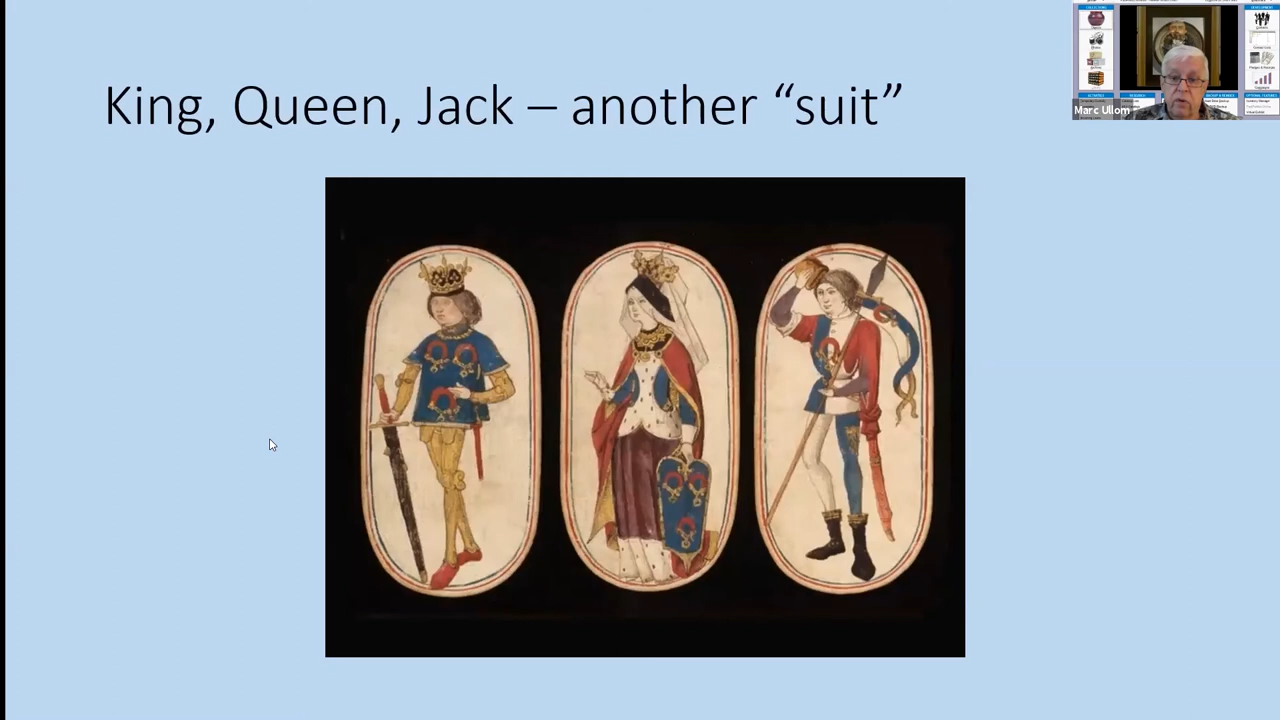 King, Queen, Jack – another “suit”
Marc Ullom